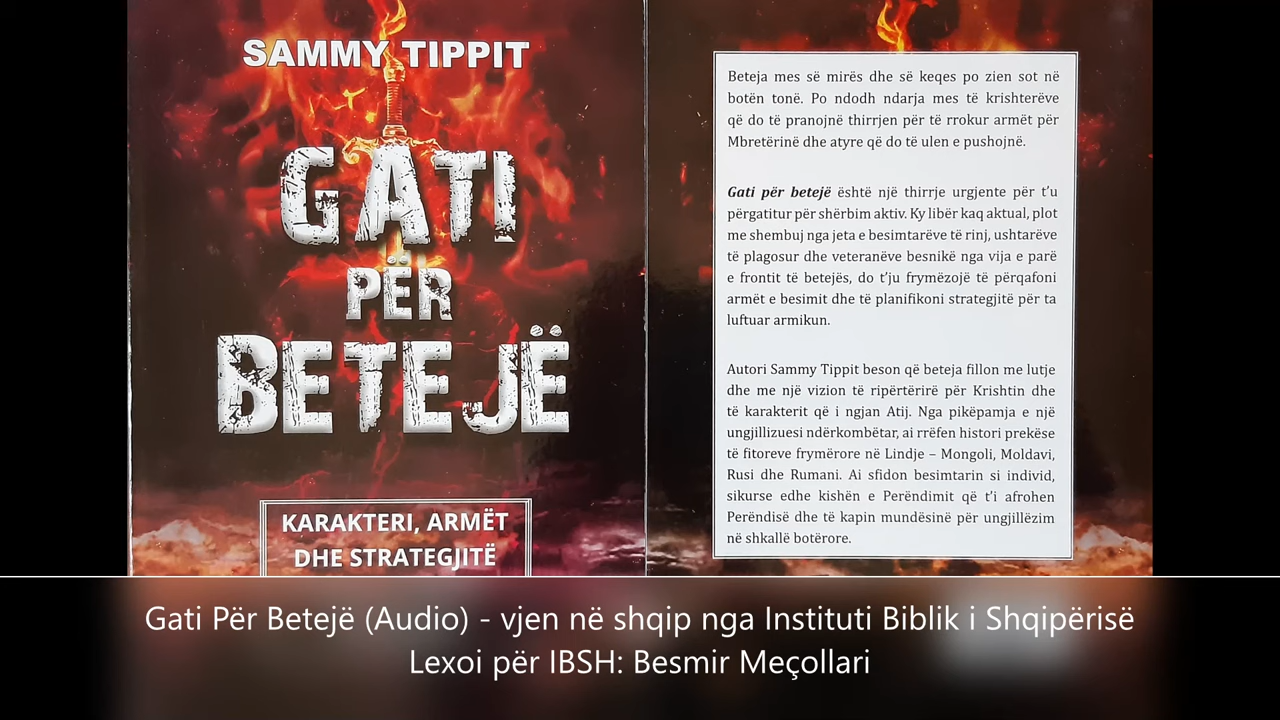 SAMMY TIPPIT
GATI
PËR
BETEJË
KARAKTERI, ARMËT
DHE STRATEGJITË
Beteja mes së mirës dhe së keqes po zien sot në
botën tonë. Po ndodh ndarja mes të krishterëve
që do të pranojnë thirrjen për të rrokur armët për
Mbretërinë dhe atyre që do të ulen e pushojnë.
Gati për betejë është një thirrje urgjente për t’u
përgatitur për shërbim aktiv. Ky libër kaq aktual, plot
me shembuj nga jeta e besimtarëve të rinj, ushtarëve
të plagosur dhe veteranëve besnikë nga vija e parë
e frontit të betejës, do t’ju frymëzojë të përqafoni
armët e besimit dhe të planifikoni strategjitë për ta
luftuar armikun.
Autori Sammy Tippit beson që beteja fillon me lutje
dhe me një vizion të ripërtërirë për Krishtin dhe
të karakterit që i ngjan Atij. Nga pikëpamja e një
ungjillizuesi ndërkombëtar, ai rrëfen histori prekëse
të fitoreve frymërore në Lindje – Mongoli, Moldavi,
Rusi dhe Rumani. Ai sfidon besimtarin si individ,
sikurse edhe kishën e Perëndimit që t’i afrohen
Perëndisë dhe të kapin mundësinë për ungjillëzim
në shkallë botërore.
Gati Për Betejë (Audio) - vjen në shqip nga Instituti Biblik i Shqipërisë
Lexoi për IBSH: Besmir Meçollari